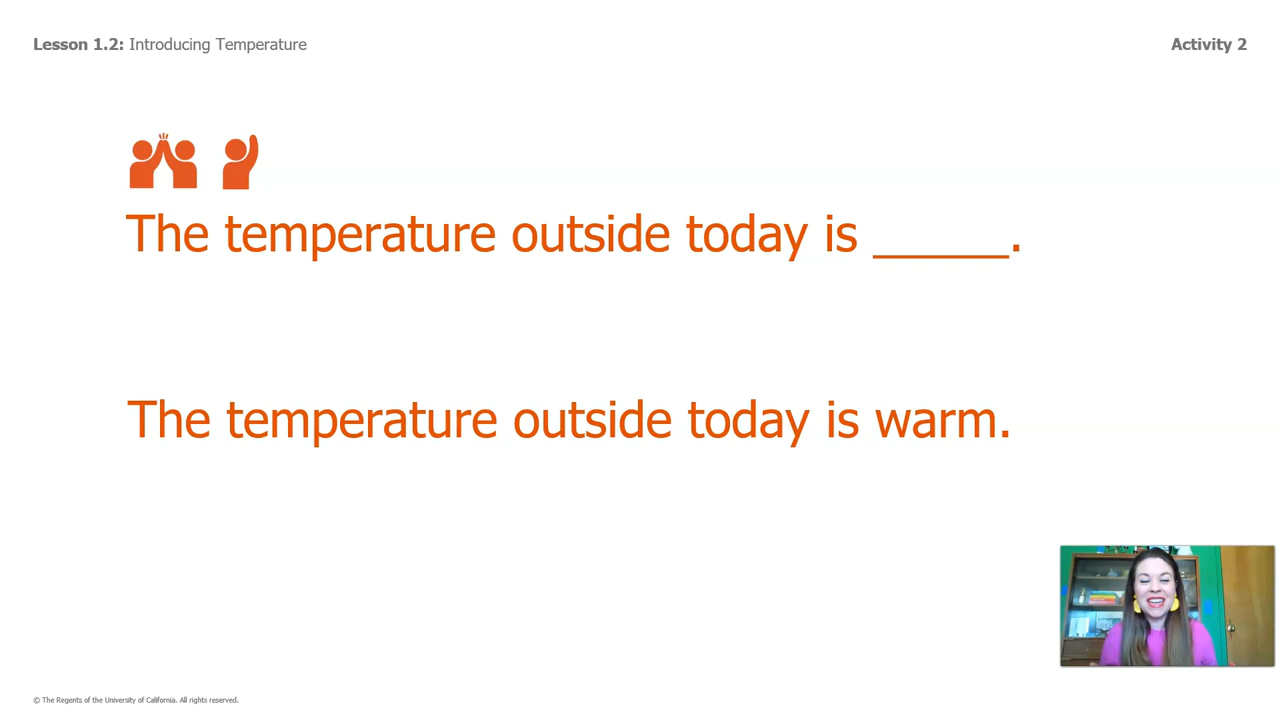 Lesson 1.2: Introducing Temperature
Activity 2
The temperature outside today is _____.
The temperature outside today is warm.
© The Regents of the University of California. All rights reserved.